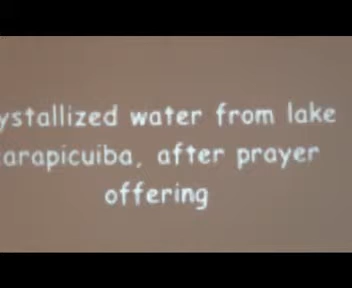 ystallized water from lake
arapicuiba, after prayer
offering